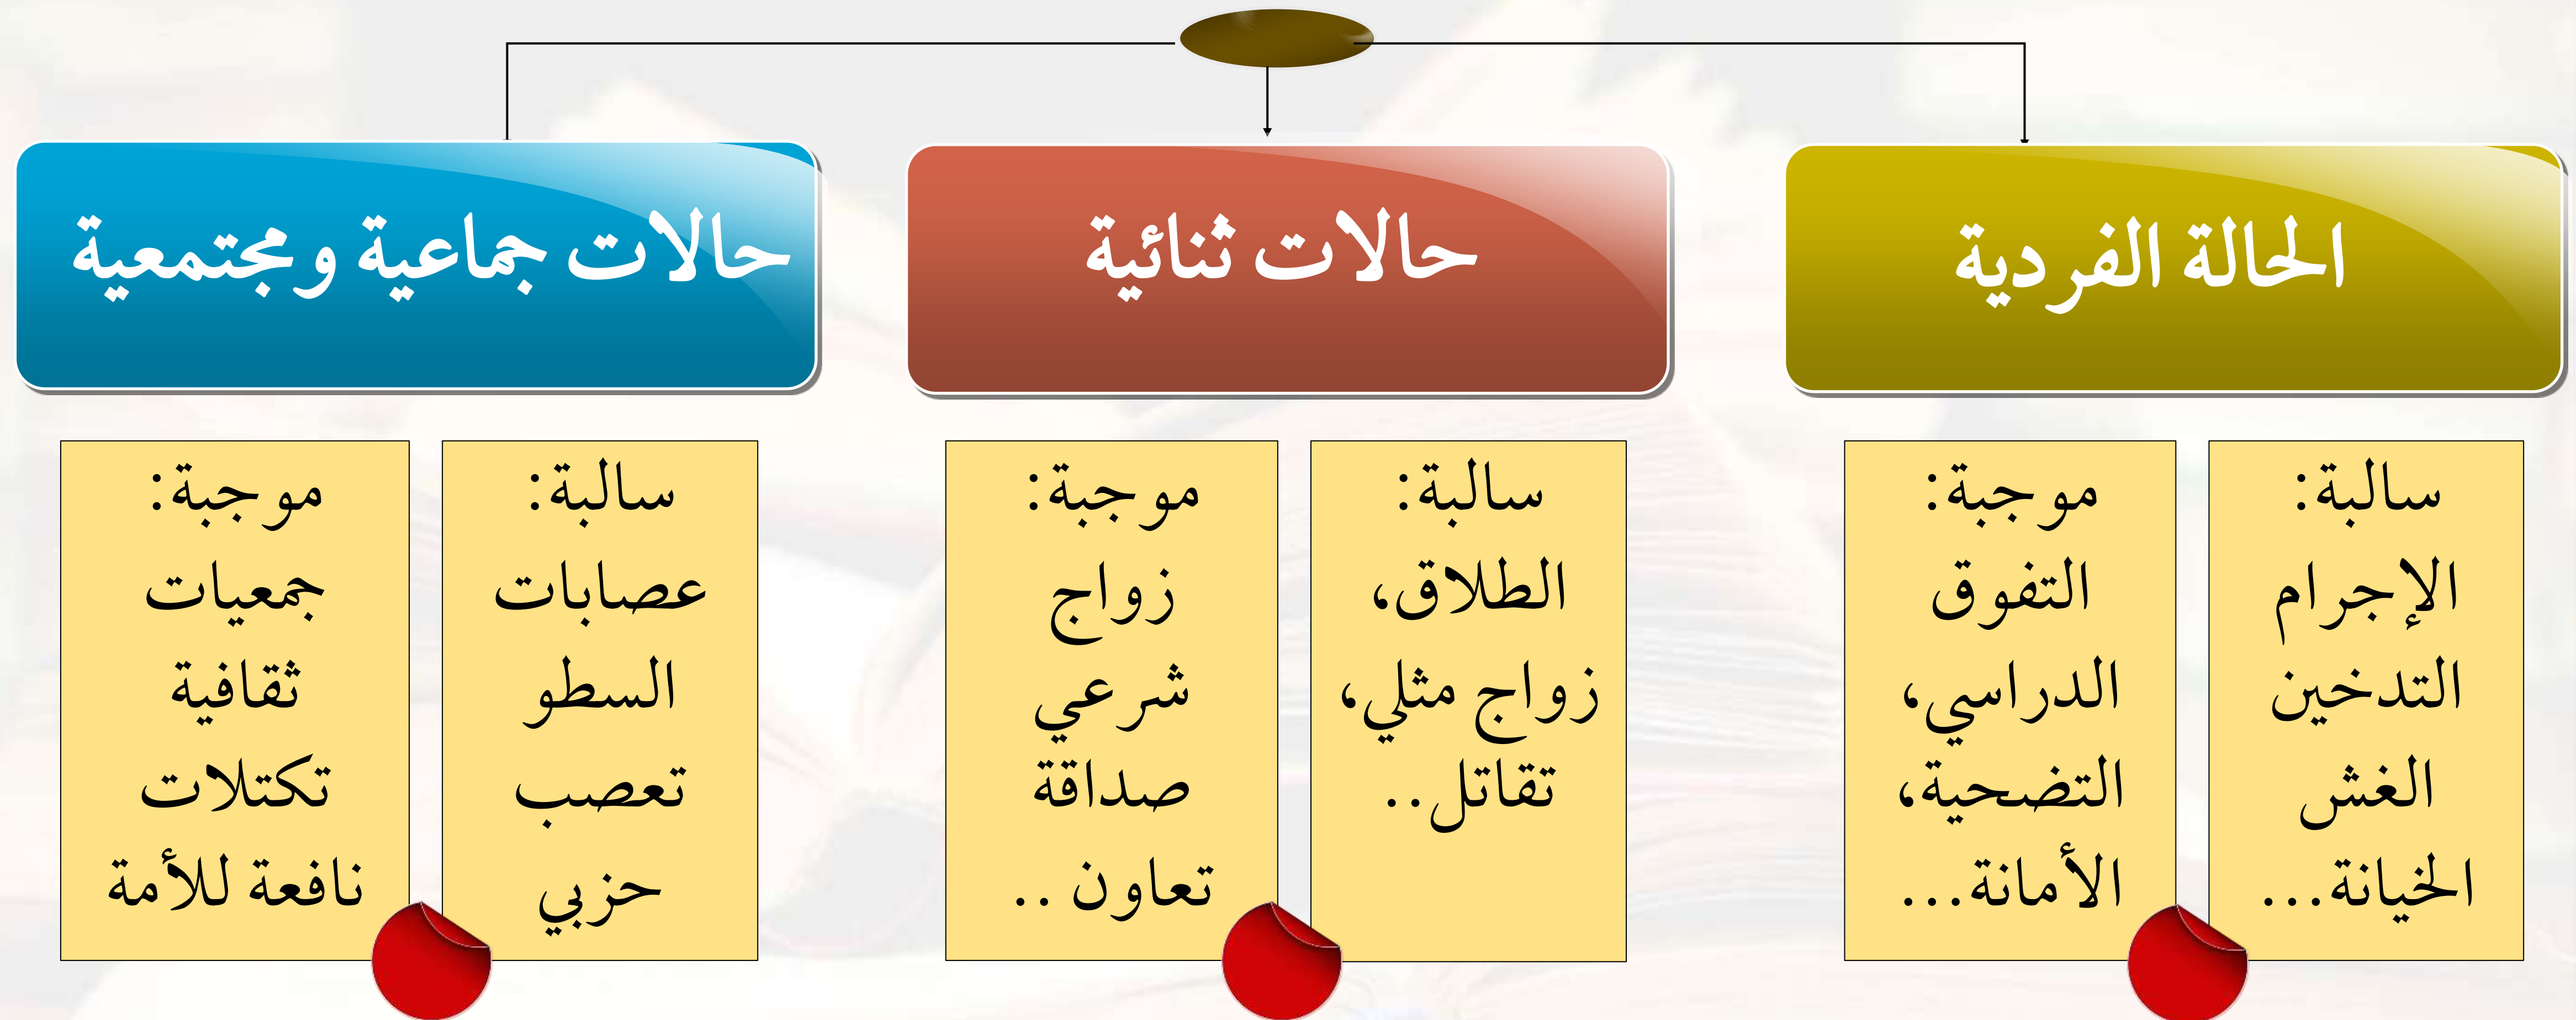 الحالة الفردية
سالبة:
الإجرام
التدخين
الغش
الخيانة...
موجبة:
التفوق
الدراسي،
التضحية،
الأمانة...
حالات ثنائية
سالبة:
الطلاق،
زواج مثلي،
تقاتل..
موجبة:
زواج
شرعي
صداقة
تعاون ..
حالات جماعية ومجتمعية
سالبة:
عصابات
السطو
تعصب
حزبي
موجبة:
جمعيات
ثقافية
تكتلات
نافعة للأمة